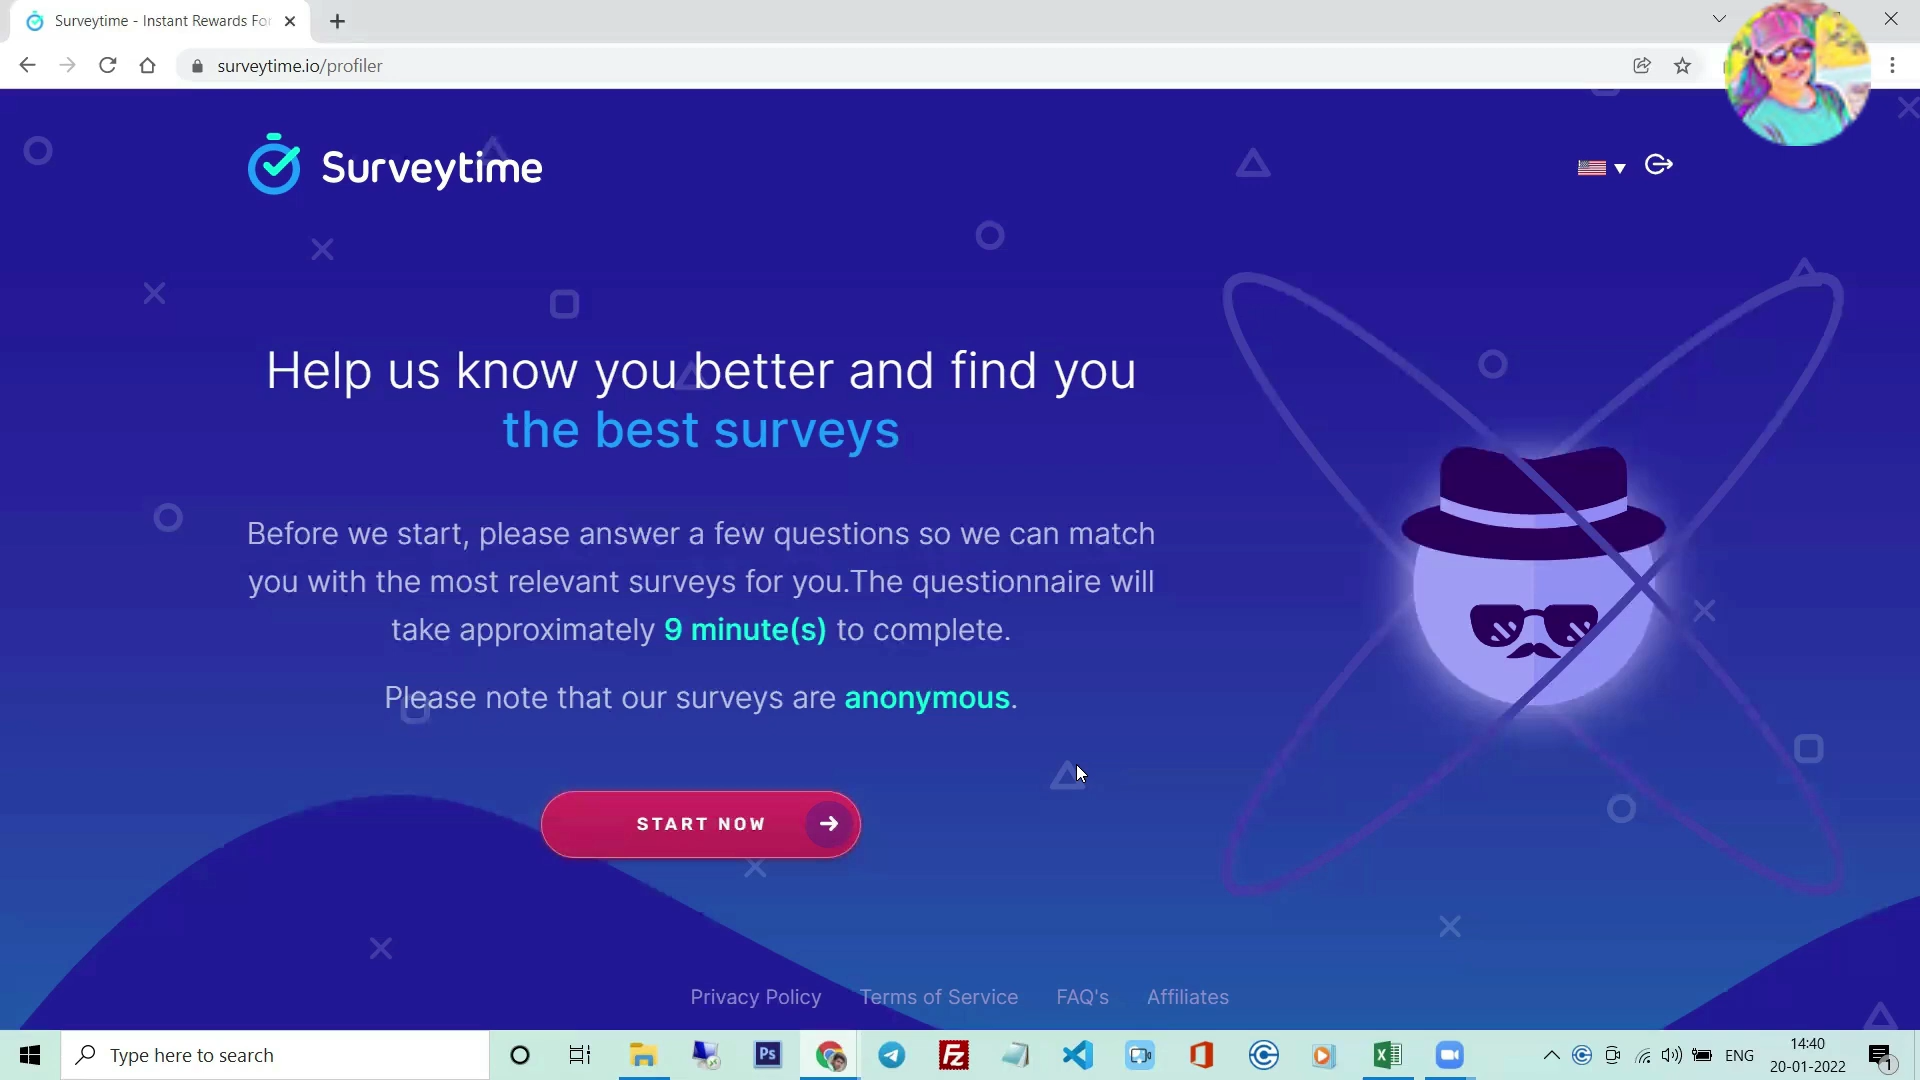 Surveytime - Instant Rewards For
surveytime.io/profiler
Surveytime
Help us know you better and find you
the best surveys
Before we start, please answer a few questions so we can match
you with the most relevant surveys for you.The questionnaire will
take approximately 9 minute(s) to complete.
Please note that our surveys are anonymous.
START NOW
Privacy Policy Terms of Service FAQ's Affiliates
Type here to search
Ps
Fz
ENG
14:40
20-01-2022
1